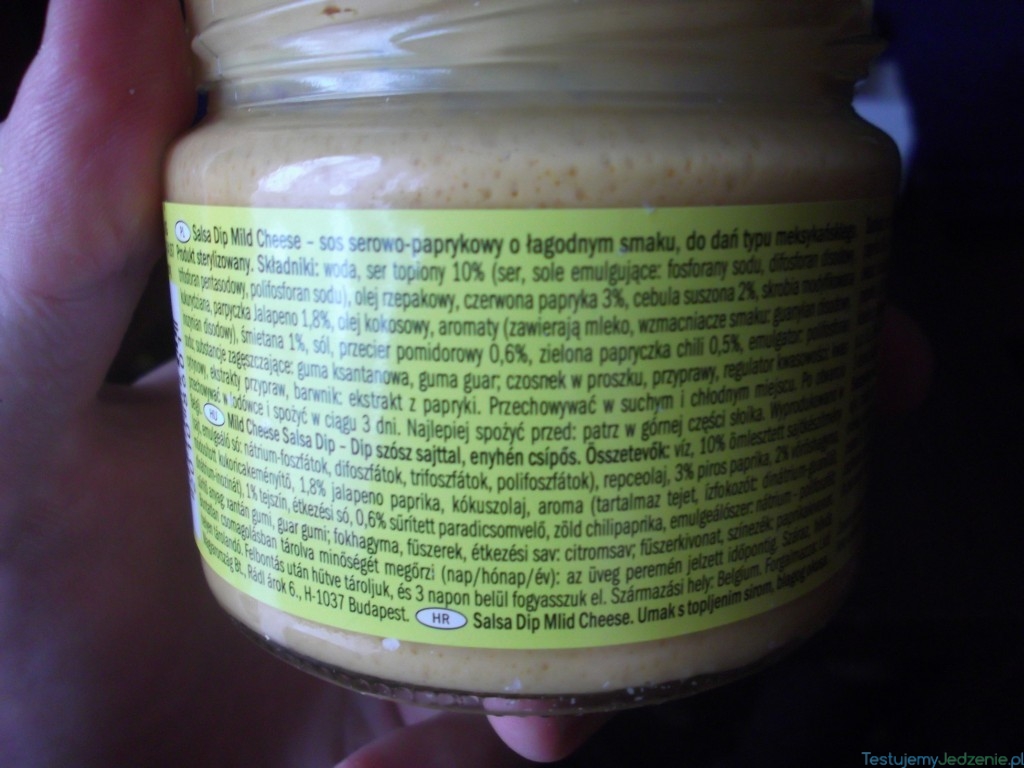 PL Salsa Dip Mild Cheese – sos serowo-paprykowy o łagodnym smaku, do dań typu meksykańskiego.
Produkt sterylizowany. Składniki: woda, ser topiony 10% (ser, sole emulgujące: fosforany sodu, difosforan
pentasodowy, polifosforan sodu), olej rzepakowy, czerwona papryka 3%, cebula suszona 2%, skrobia modyfikowana
kukurydziana, parpyczka Jalapeno 1,8%, olej kokosowy, aromaty (zawierają mleko, wzmacniacze smaku: guanylan
disodowy), śmietana 1%, sól, przecier pomidorowy 0,6%, zielona papryczka chili 0,5%, emulgator:
substancje zagęszczające: guma ksantanowa, guma guar; czosnek w proszku, przyprawy, regulator kwasowości:
ekstrakty przypraw, barwnik: ekstrakt z papryki. Przechowywać w suchym i chłodnym miejscu. Po otwarciu
przechowywać w lodówce i spożyć w ciągu 3 dni. Najlepiej spożyć przed: patrz w górnej części słoika. Wyprodukowano w
HU Mild Cheese Salsa Dip – Dip szósz sajttal, enyhén csípős. Összetevők: víz, 10% ömlesztett sajtkészítmény
emulgeáló só: nátrium-foszfátok, difoszfátok, trifoszfátok, polifoszfátok), repceolaj, 3% piros paprika, 2% vöröshagyma,
kukoricakeményítő, 1,8% jalapeno paprika, kókuszolaj, aroma (tartalmaz tejet, ízfokozót: dinátrium-guanilát
1% tejszín, étkezési só, 0,6% sűrített paradicsomvelő, zöld chilipaprika, emulgeálószer: nátrium-
xantán gumi, guar gumi; fokhagyma, fűszerek, étkezési sav: citromsav; fűszerkivonat, színezék: paprikakivonat.
csomagolásban tárolva minőségét megőrzi (nap/hónap/év): az üveg peremén jelzett időpontig. Száraz,
tárolandó. Felbontás után hűtve tároljuk, és 3 napon belül fogyasszuk el. Származási hely: Belgium. Forgalmazza:
Magyarország Bt., Rádl árok 6., H-1037 Budapest. HR Salsa Dip Mlid Cheese. Umak s topljenim sirom, blagog okusa.
TestujemyJedzenie.pl